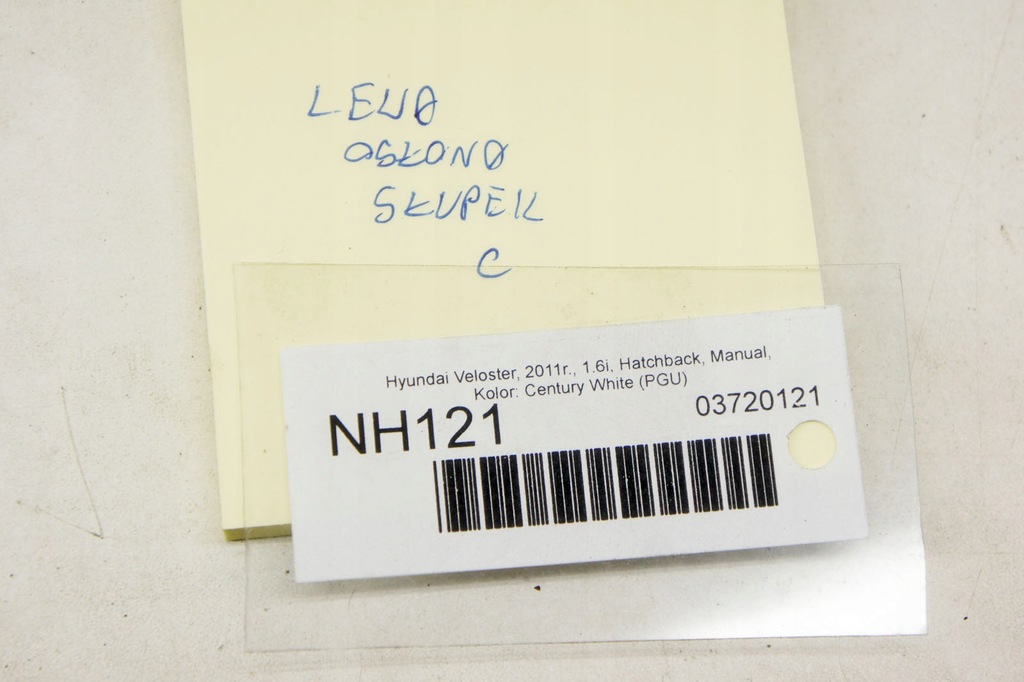 LEWA
OSŁONA
SŁUPEK
C
Hyundai Veloster, 2011r., 1.6i, Hatchback, Manual,
Kolor: Century White (PGU)
NH121
03720121